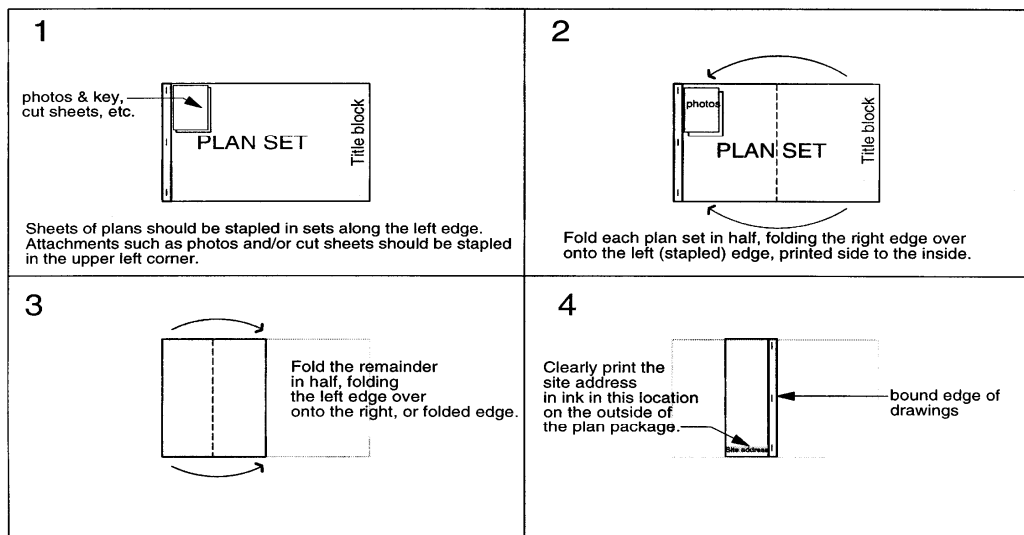 1
photos & key,
cut sheets, etc.
PLAN SET
Title block
Sheets of plans should be stapled in sets along the left edge.
Attachments such as photos and/or cut sheets should be stapled
in the upper left corner.
2
photos
PLAN SET
Title block
Fold each plan set in half, folding the right edge over
onto the left (stapled) edge, printed side to the inside.
3
Fold the remainder
in half, folding
the left edge over
onto the right, or folded edge.
4
Clearly print the
site address
in ink in this location
on the outside of
the plan package.
Site address
bound edge of
drawings